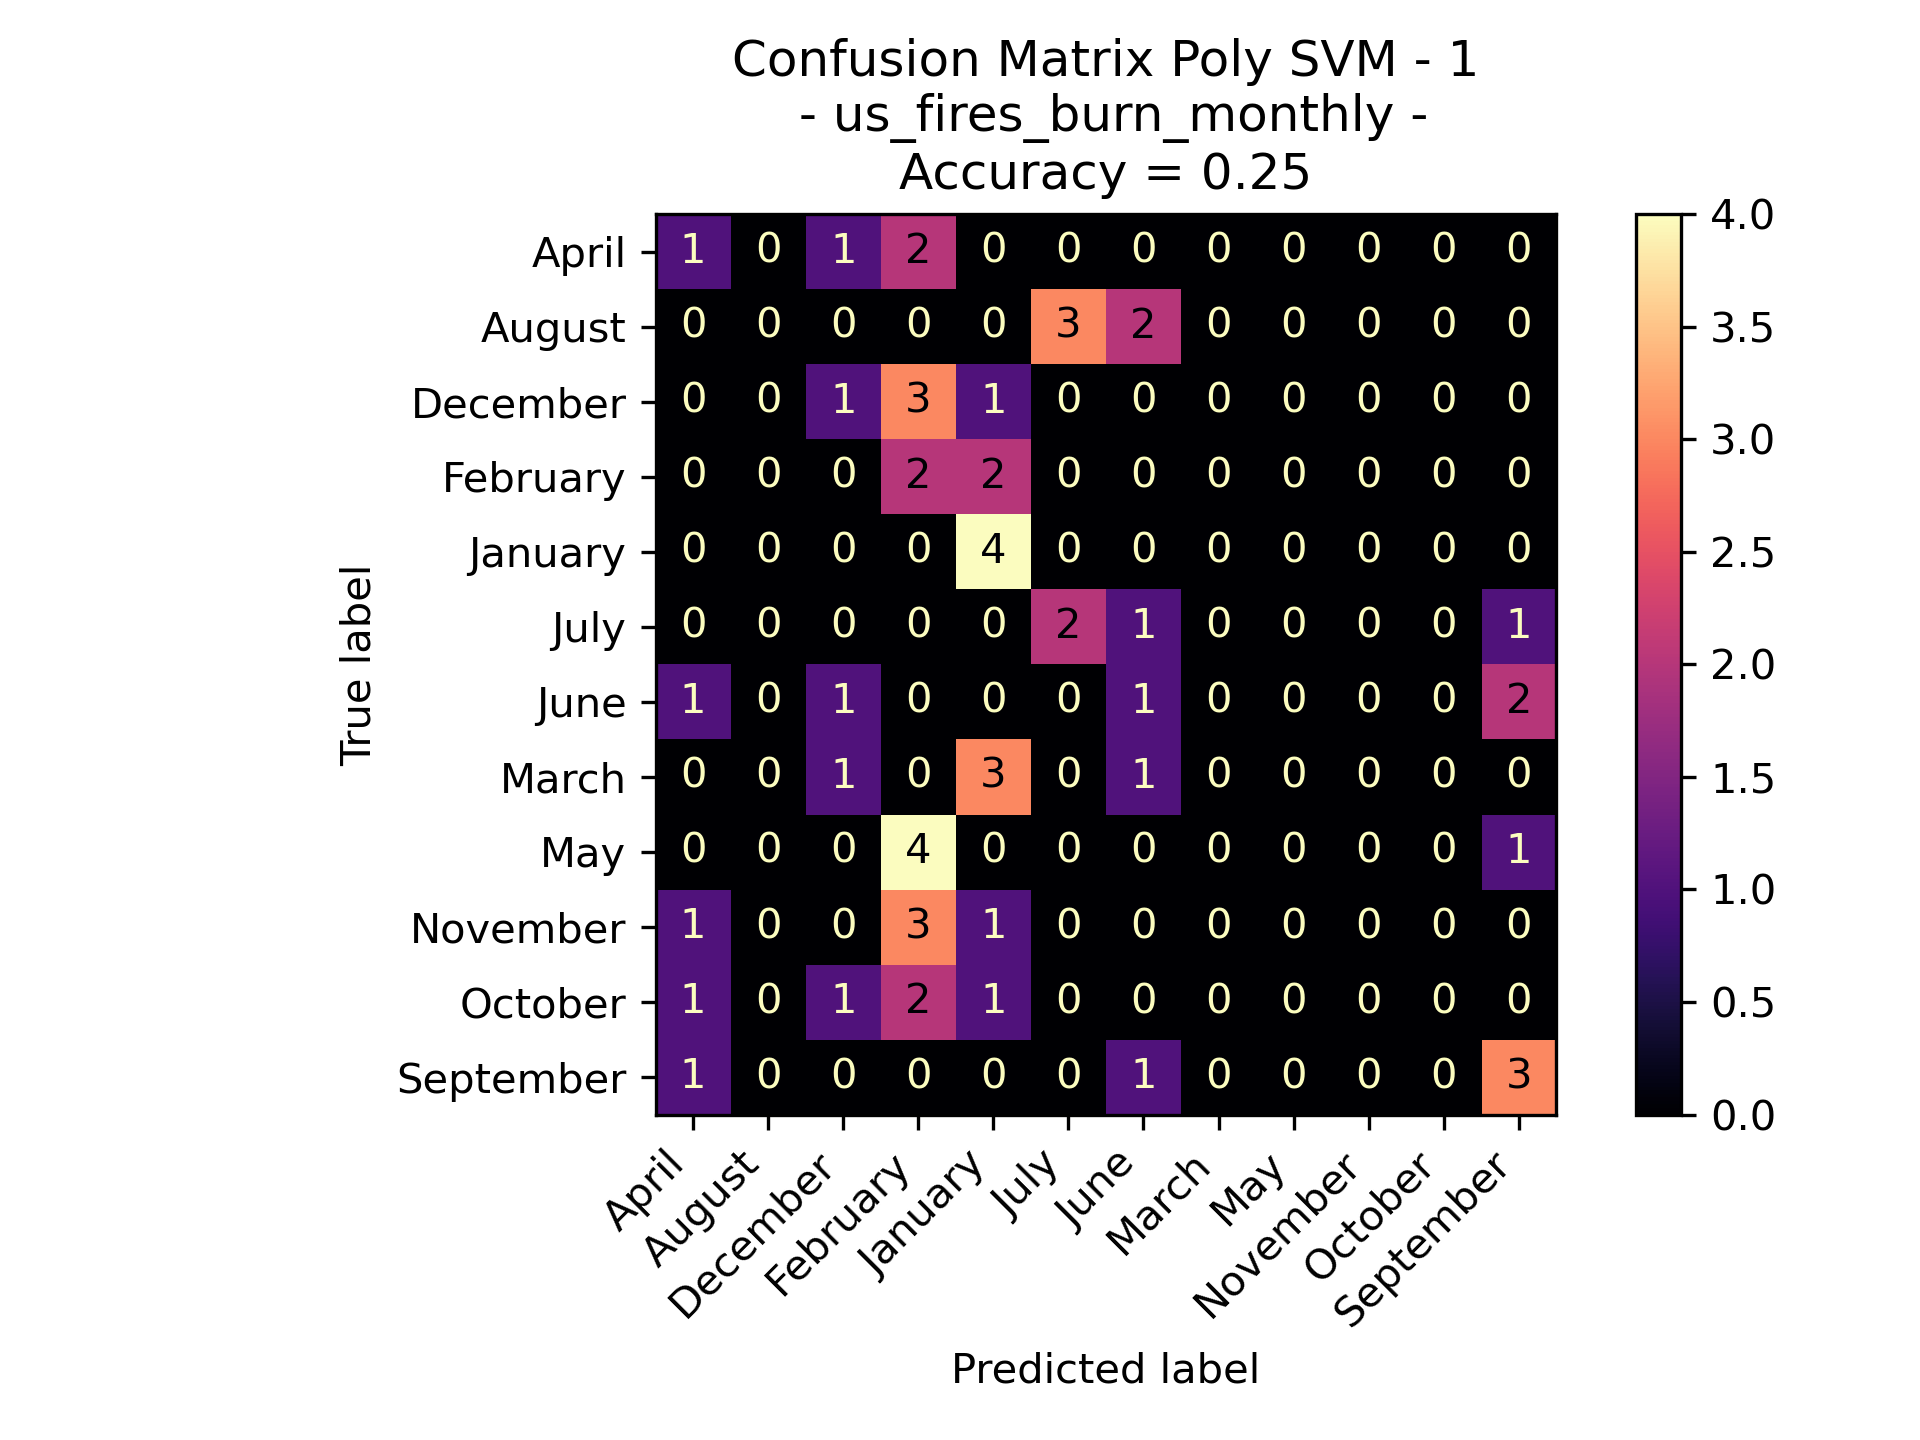 Confusion Matrix Poly SVM - 1
- us_fires_burn_monthly -
Accuracy = 0.25
April 1 0 1 2 0 0 0 0 0 0 0 0
August 0 0 0 0 0 3 2 0 0 0 0 0
December 0 0 1 3 1 0 0 0 0 0 0 0
February 0 0 0 2 2 0 0 0 0 0 0 0
January 0 0 0 0 4 0 0 0 0 0 0 0
July 0 0 0 0 0 2 1 0 0 0 0 1
June 1 0 1 0 0 0 1 0 0 0 0 2
March 0 0 1 0 3 0 1 0 0 0 0 0
May 0 0 0 4 0 0 0 0 0 0 0 1
November 1 0 0 3 1 0 0 0 0 0 0 0
October 1 0 1 2 1 0 0 0 0 0 0 0
September 1 0 0 0 0 0 1 0 0 0 0 3
True label
April August December February January July June March May November October September
Predicted label
4.0
3.5
3.0
2.5
2.0
1.5
1.0
0.5
0.0